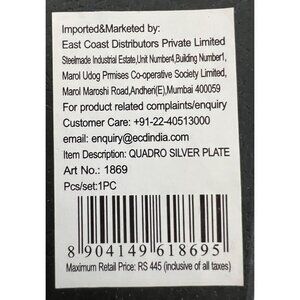 Imported&Marketed by:
East Coast Distributors Private Limited
Steelmade Industrial Estate,Unit Number4,Building Number1,
Marol Udog Prmises Co-operative Society Limited,
Marol Maroshi Road,Andheri(E),Mumbai 400059
For product related complaints/enquiry
Customer Care: +91-22-40513000
email: enquiry@ecdindia.com
Item Description: QUADRO SILVER PLATE
Art No.: 1869
Pcs/set:1PC
8 904149 618695
Maximum Retail Price: RS 445 (inclusive of all taxes)